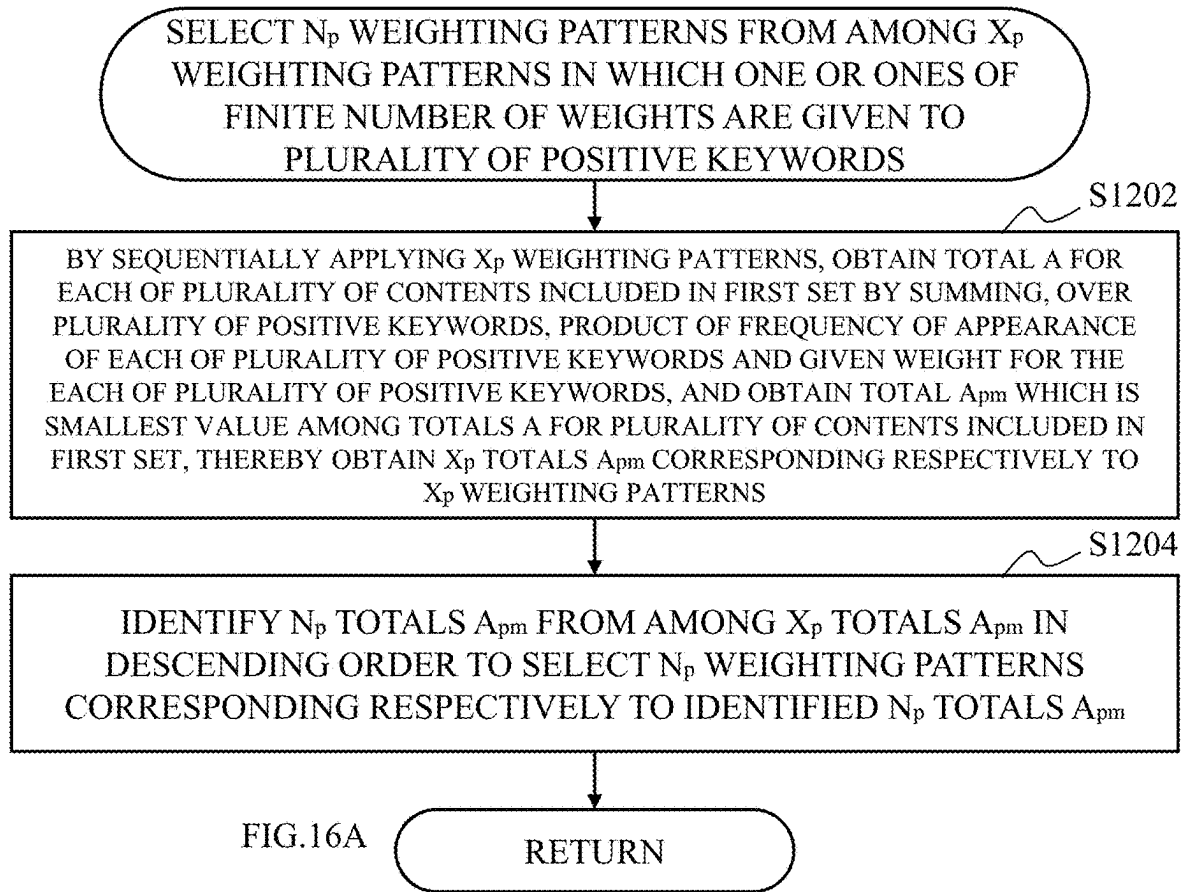 SELECT Np WEIGHTING PATTERNS FROM AMONG Xp
WEIGHTING PATTERNS IN WHICH ONE OR ONES OF
FINITE NUMBER OF WEIGHTS ARE GIVEN TO
PLURALITY OF POSITIVE KEYWORDS
S1202
BY SEQUENTIALLY APPLYING Xp WEIGHTING PATTERNS, OBTAIN TOTAL A FOR
EACH OF PLURALITY OF CONTENTS INCLUDED IN FIRST SET BY SUMMING, OVER
PLURALITY OF POSITIVE KEYWORDS, PRODUCT OF FREQUENCY OF APPEARANCE
OF EACH OF PLURALITY OF POSITIVE KEYWORDS AND GIVEN WEIGHT FOR THE
EACH OF PLURALITY OF POSITIVE KEYWORDS, AND OBTAIN TOTAL Apm WHICH IS
SMALLEST VALUE AMONG TOTALS A FOR PLURALITY OF CONTENTS INCLUDED IN
FIRST SET, THEREBY OBTAIN Xp TOTALS Apm CORRESPONDING RESPECTIVELY TO
Xp WEIGHTING PATTERNS
S1204
IDENTIFY Np TOTALS Apm FROM AMONG Xp TOTALS Apm IN
DESCENDING ORDER TO SELECT Np WEIGHTING PATTERNS
CORRESPONDING RESPECTIVELY TO IDENTIFIED Np TOTALS Apm
FIG.16A
RETURN